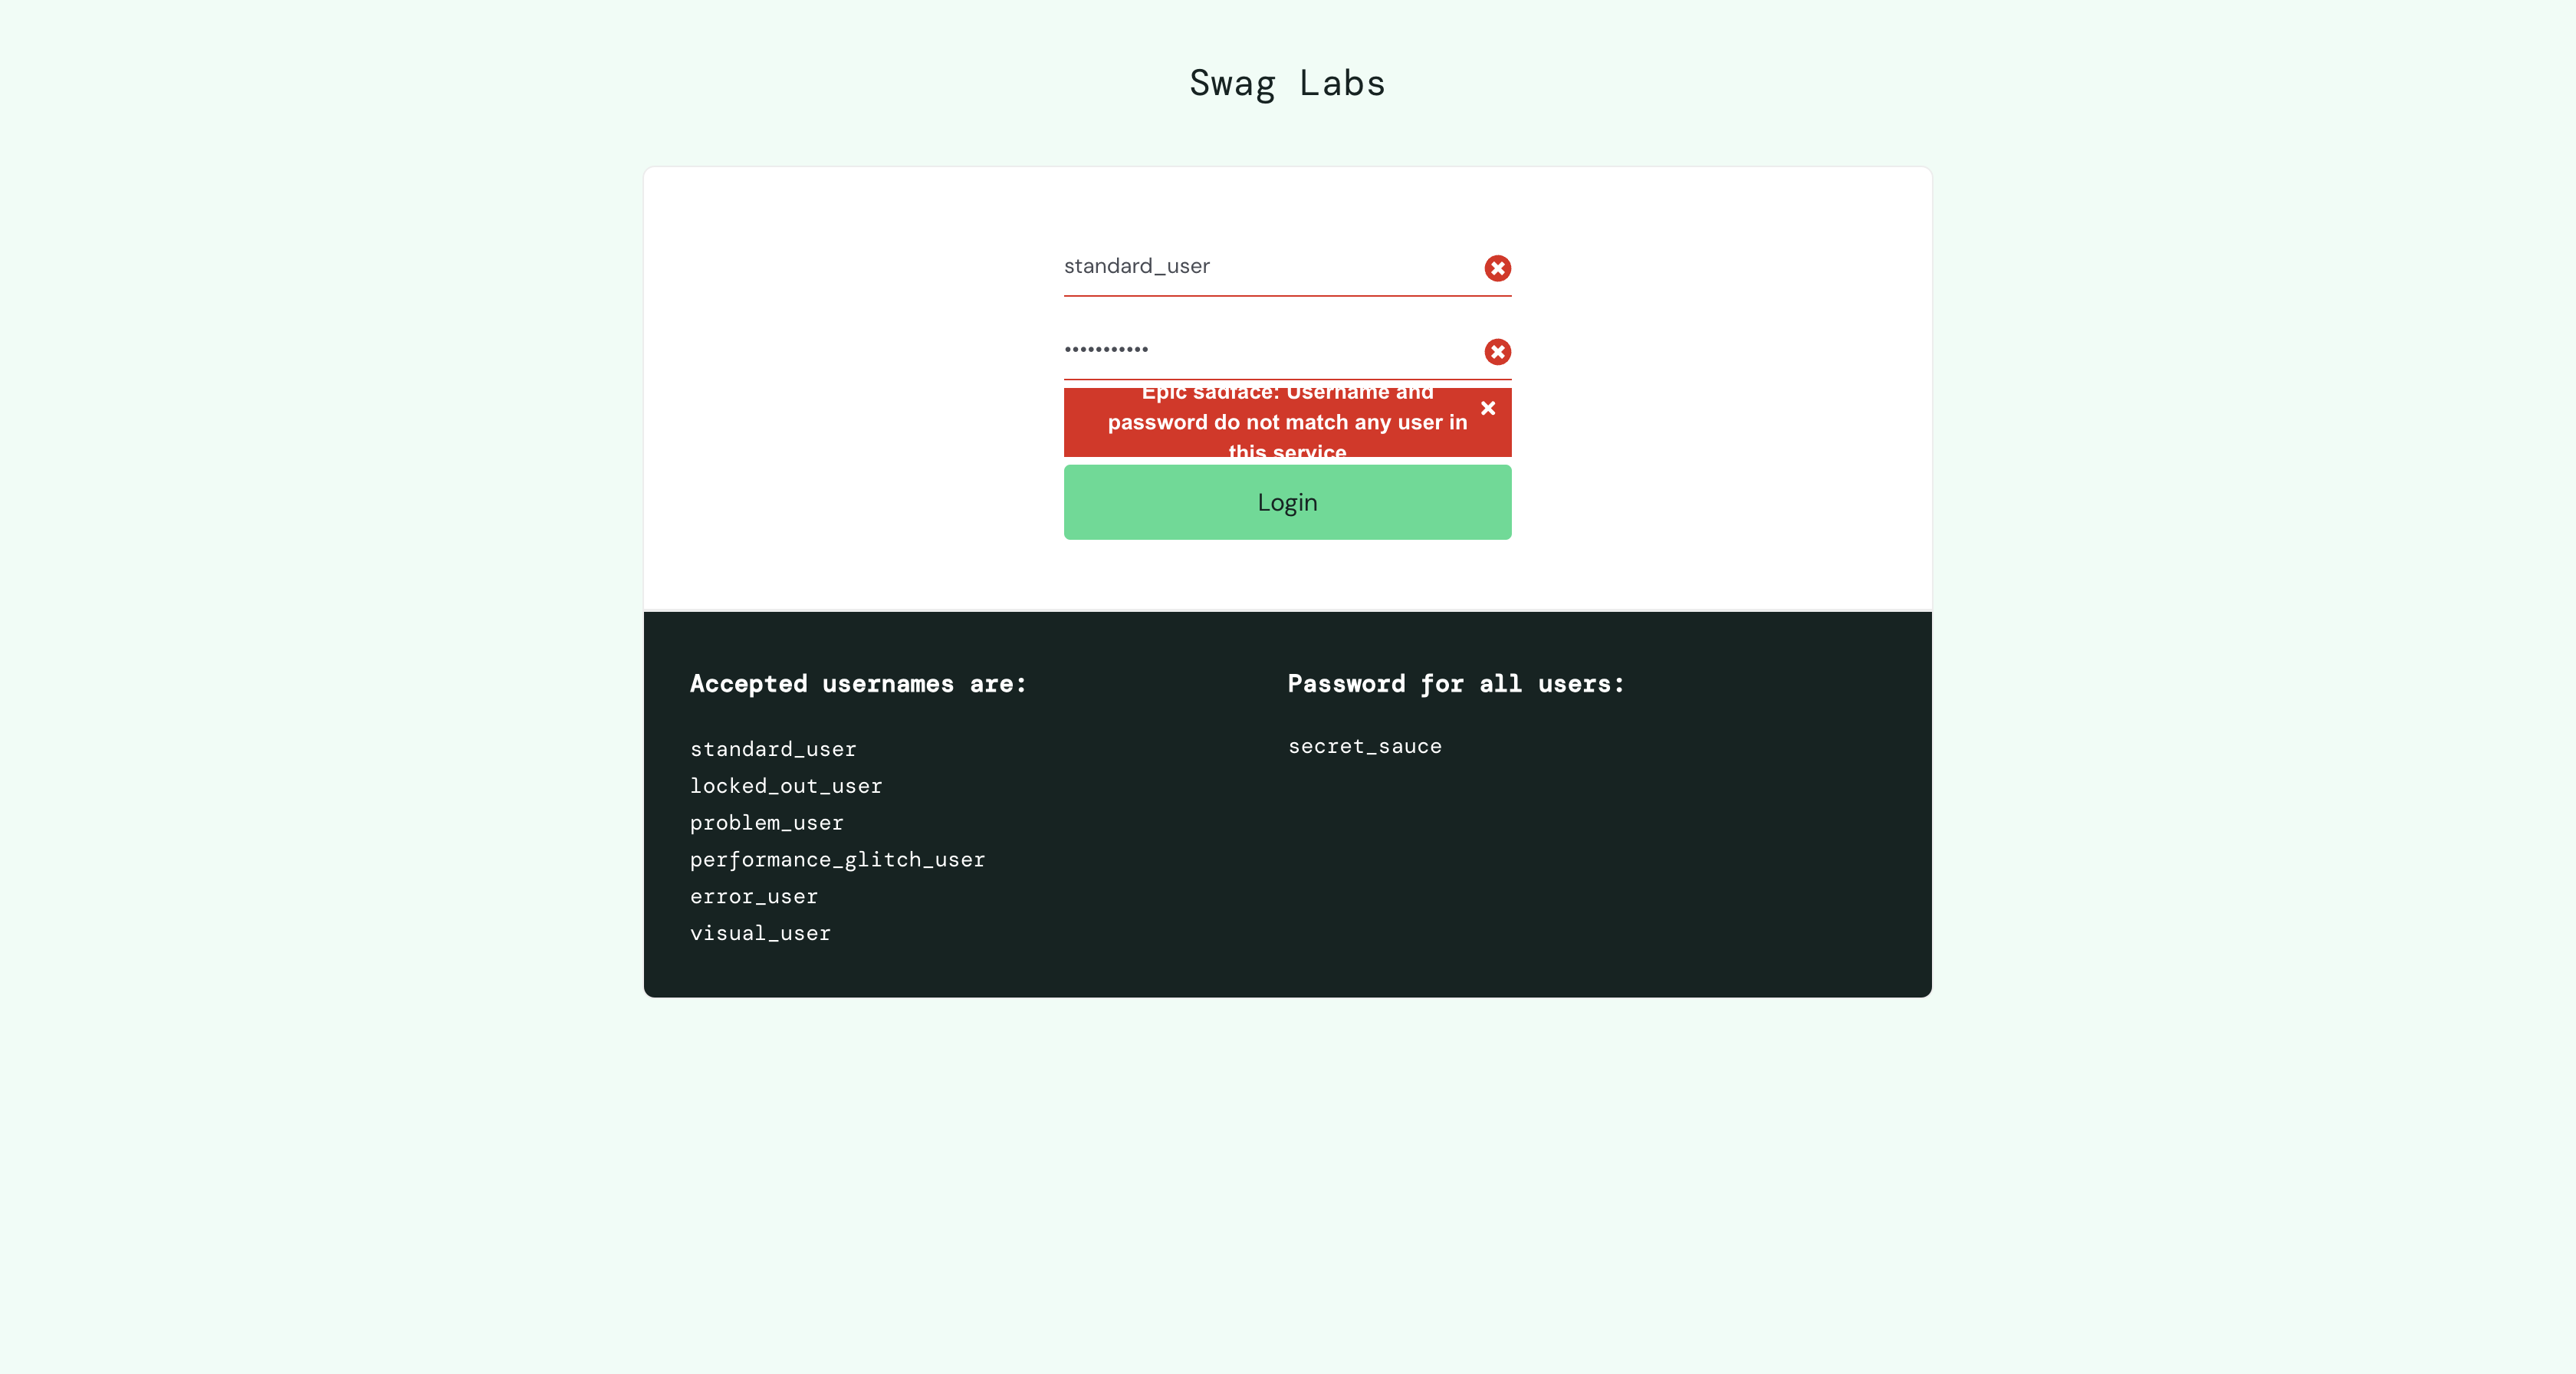 Swag Labs
standard_user
•••••••••••
Epic sadface: Username and
password do not match any user in
this service
Login
Accepted usernames are:
standard_user
locked_out_user
problem_user
performance_glitch_user
error_user
visual_user
Password for all users:
secret_sauce